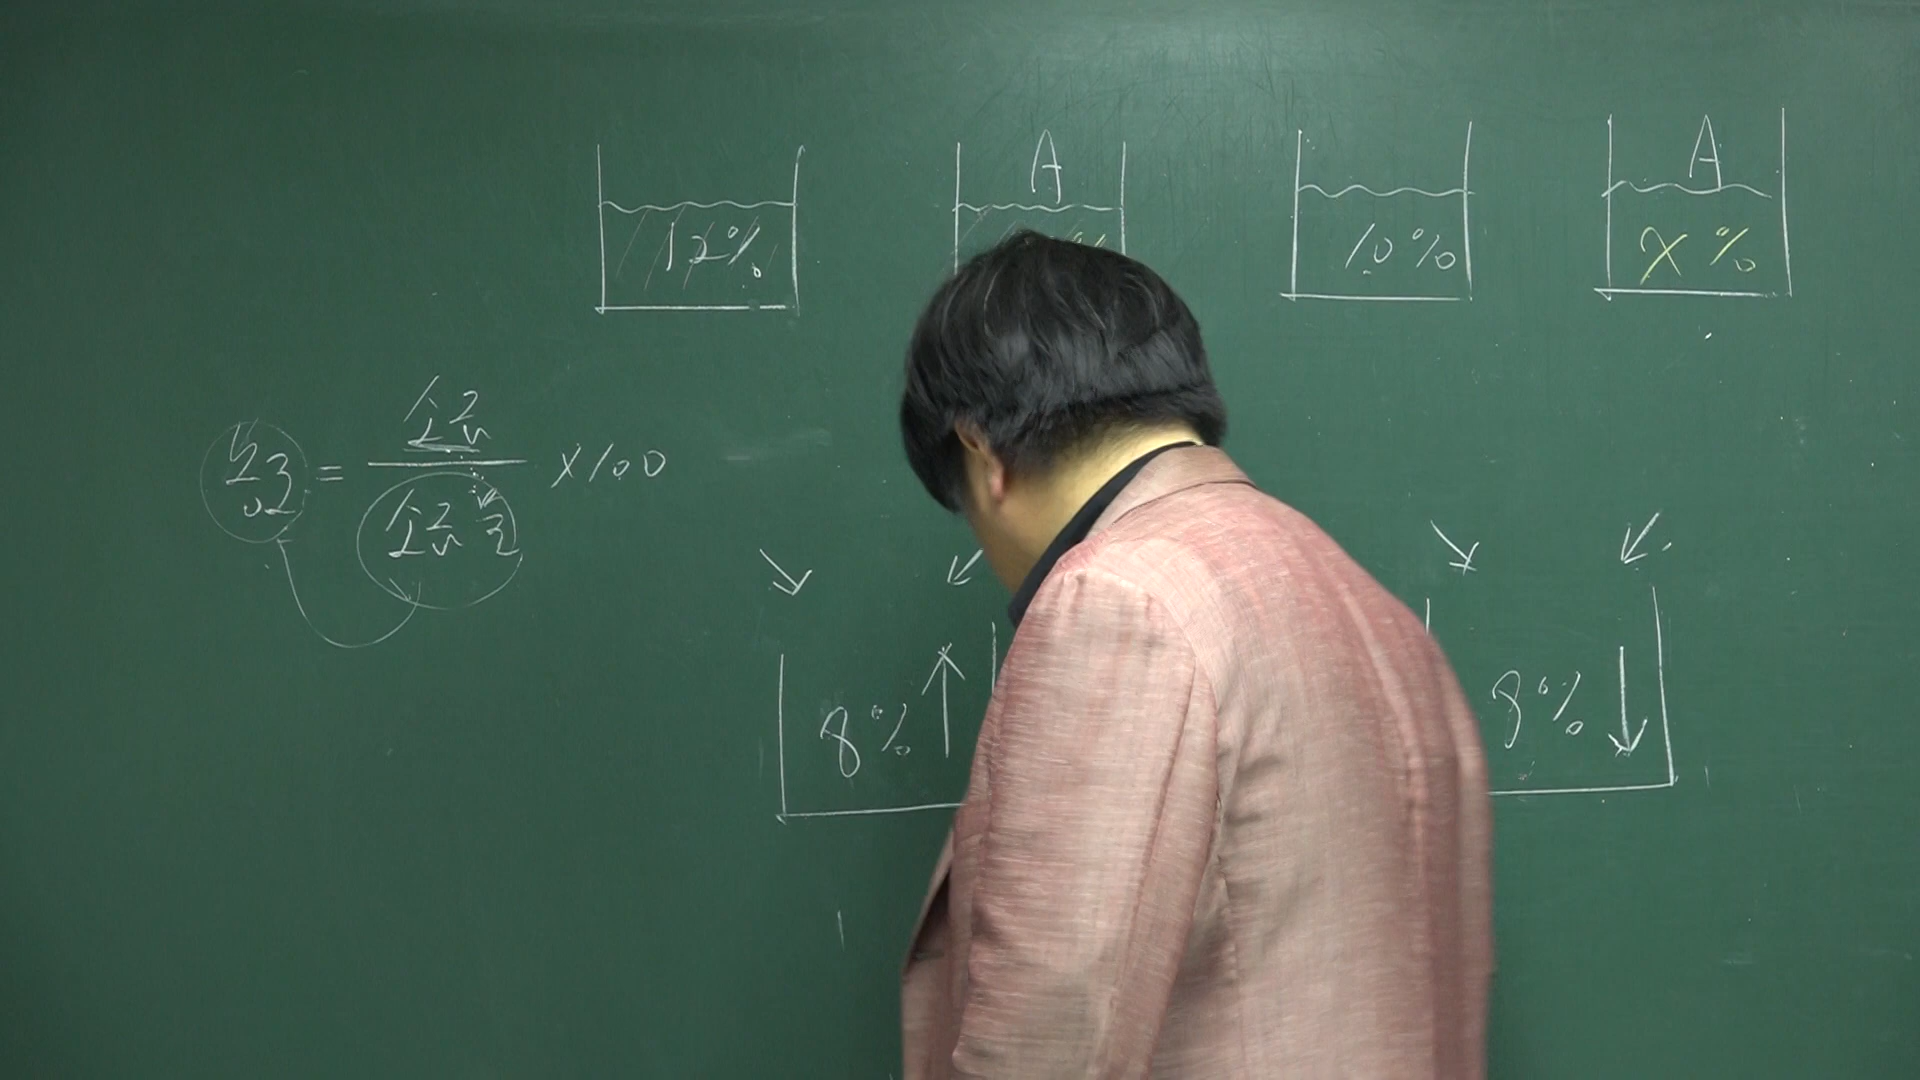 A A
12% % 10% x%
농도 = 소금 / 소금물 ×100
8% 8%